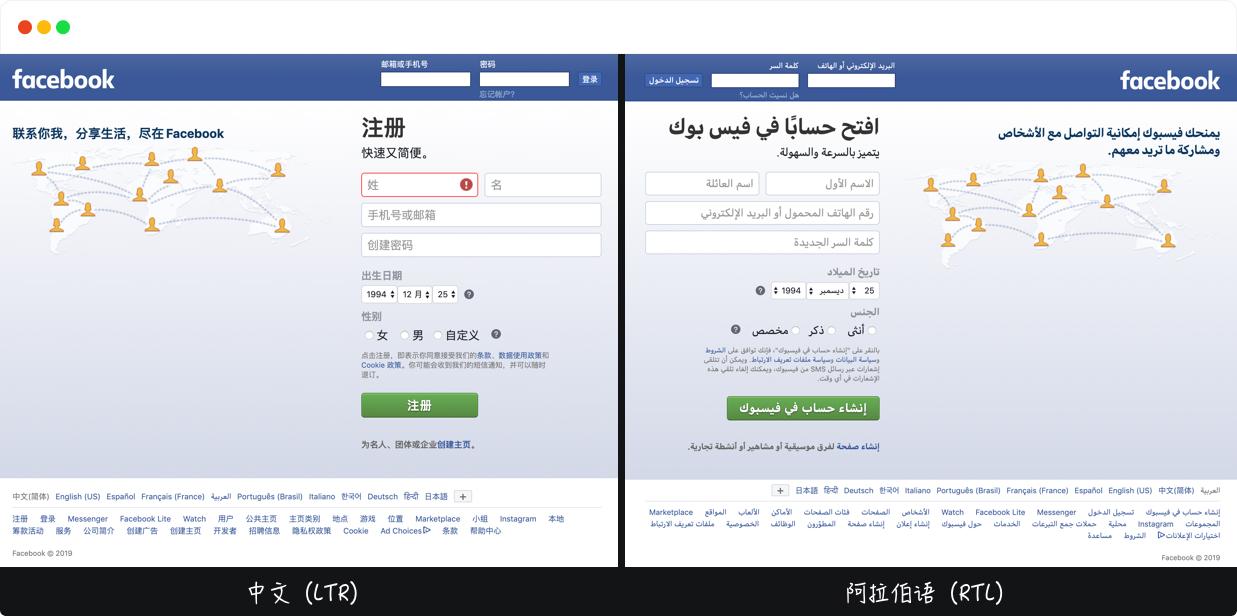 facebook
邮箱或手机号
密码
登录
忘记帐户?
联系你我，分享生活，尽在 Facebook
注册
快速又简便。
姓
名
手机号或邮箱
创建密码
出生日期
1994 12 月 25
性别
女 男 自定义
点击注册，即表示你同意接受我们的条款、数据使用政策和
Cookie 政策。你可能会收到我们的短信通知，并可以随时
退订。
注册
为名人、团体或企业创建主页。
中文(简体) English (US) Español Français (France) العربية Português (Brasil) Italiano 한국어 Deutsch हिन्दी 日本語 +
注册 登录 Messenger Facebook Lite Watch 用户 公共主页 主页类别 地点 游戏 位置 Marketplace 小组 Instagram 本地
筹款活动 服务 公司简介 创建广告 创建主页 开发者 招聘信息 隐私权政策 Cookie Ad Choices 条款 帮助中心
Facebook © 2019
中文 (LTR)
facebook
البريد الإلكتروني أو الهاتف
كلمة السر
تسجيل الدخول
هل نسيت الحساب؟
يمنحك فيسبوك إمكانية التواصل مع الأشخاص
ومشاركة ما تريد معهم.
افتح حسابًا في فيس بوك
يتميز بالسرعة والسهولة.
الاسم الأول
اسم العائلة
رقم الهاتف المحمول أو البريد الإلكتروني
كلمة السر الجديدة
تاريخ الميلاد
25 ديسمبر 1994
الجنس
أنثى ذكر مخصص
بالنقر على "إنشاء حساب في فيسبوك"، فإنك توافق على الشروط
وسياسة البيانات وسياسة ملفات تعريف الارتباط. ويمكن أن تتلقى
إشعارات عبر رسائل SMS من فيسبوك، ويمكنك إلغاء تلقي هذه
الإشعارات في أي وقت.
إنشاء حساب في فيسبوك
إنشاء صفحة لفرق موسيقية أو مشاهير أو أنشطة تجارية.
العربية 中文(简体) English (US) Español Français (France) Português (Brasil) Italiano 한국어 Deutsch हिन्दी 日本語 +
إنشاء حساب في فيسبوك تسجيل الدخول Messenger Facebook Lite Watch الأشخاص الصفحات فئات الصفحات الأماكن الألعاب المواقع Marketplace
المجموعات Instagram محلية حملات جمع التبرعات الخدمات حول فيسبوك إنشاء إعلان إنشاء صفحة المطوّرون الوظائف الخصوصية ملفات تعريف الارتباط
اختيارات الإعلانات الشروط مساعدة
Facebook © 2019
阿拉伯语 (RTL)